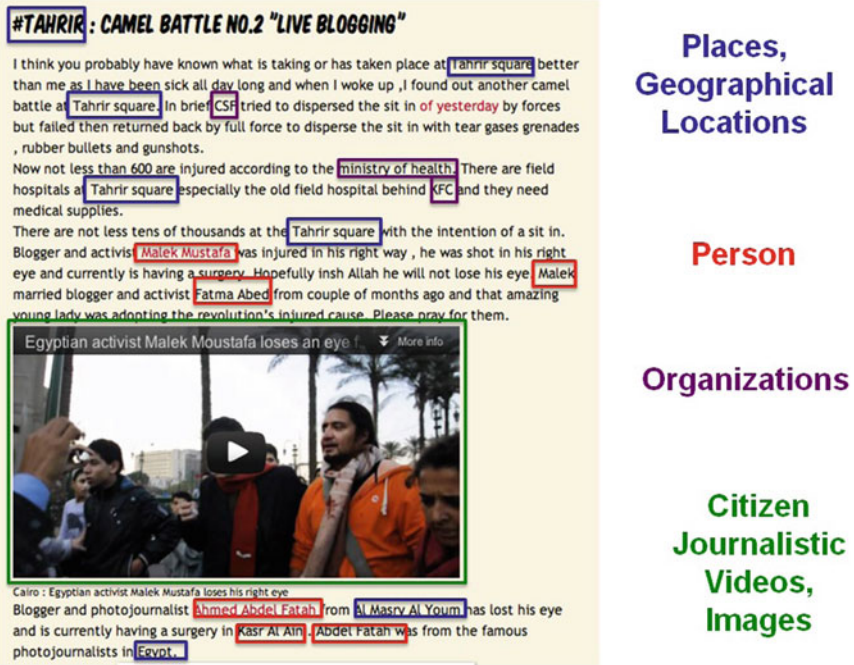 #TAHRIR : CAMEL BATTLE NO.2 "LIVE BLOGGING"
I think you probably have known what is taking or has taken place at Tahrir square better
than me as I have been sick all day long and when I woke up ,I found out another camel
battle at Tahrir square. In brief CSF tried to dispersed the sit in of yesterday by forces
but failed then returned back by full force to disperse the sit in with tear gases grenades
, rubber bullets and gunshots.
Now not less than 600 are injured according to the ministry of health. There are field
hospitals at Tahrir square especially the old field hospital behind KFC and they need
medical supplies.
There are not less tens of thousands at the Tahrir square with the intention of a sit in.
Blogger and activist Malek Mustafa was injured in his right way , he was shot in his right
eye and currently is having a surgery. Hopefully insh Allah he will not lose his eye. Malek
married blogger and activist Fatma Abed from couple of months ago and that amazing
young lady was adopting the revolution's injured cause. Please pray for them.
Egyptian activist Malek Moustafa loses an eye f.. More info
Cairo : Egyptian activist Malek Mustafa loses his right eye
Blogger and photojournalist Ahmed Abdel Fatah from Al Masry Al Youm has lost his eye
and is currently having a surgery in Kasr Al Ain . Abdel Fatah was from the famous
photojournalists in Egypt.
Places,
Geographical
Locations
Person
Organizations
Citizen
Journalistic
Videos,
Images